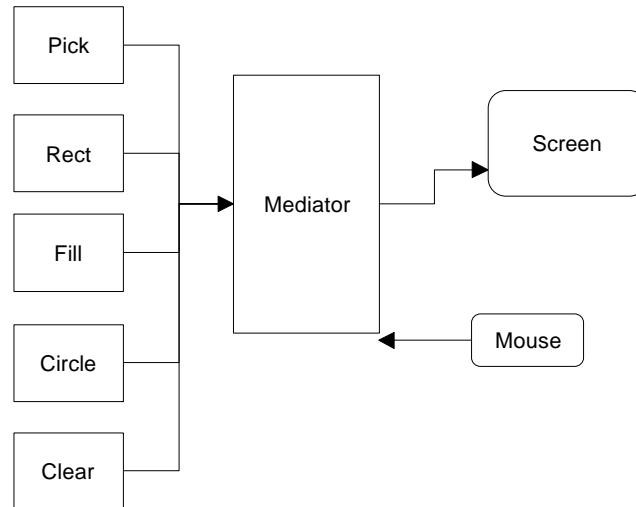 Pick
Rect
Fill
Circle
Clear
Mediator
Screen
Mouse